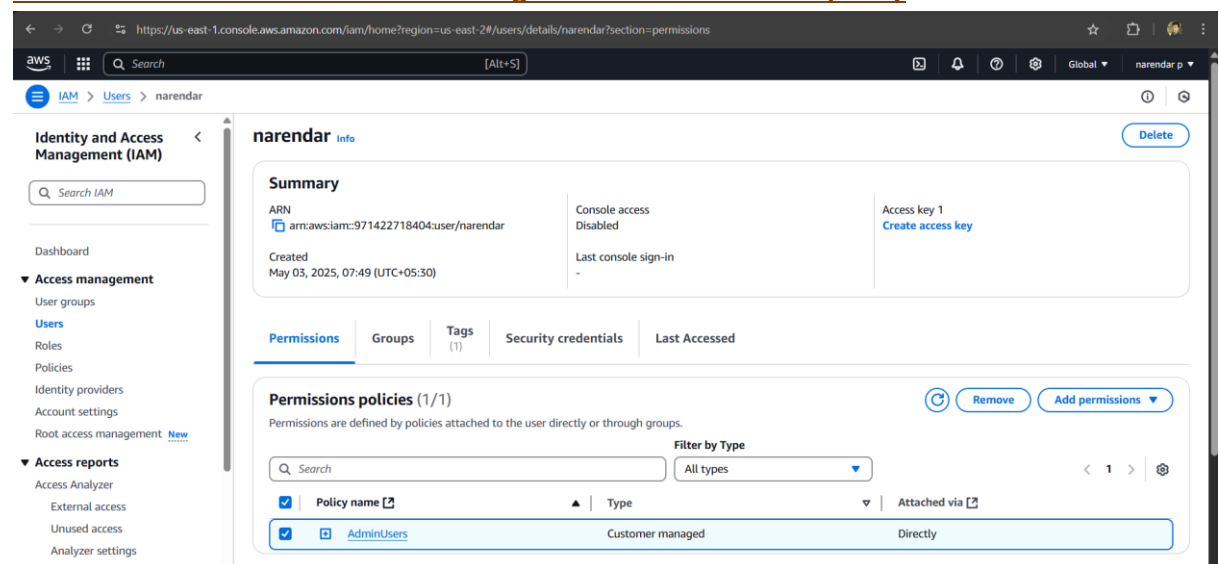 https://us-east-1.console.aws.amazon.com/iam/home?region=us-east-2#/users/details/narendar?section=permissions
aws Search [Alt+S] Global narendar p
IAM > Users > narendar
Identity and Access
Management (IAM)
Search IAM
Dashboard
Access management
User groups
Users
Roles
Policies
Identity providers
Account settings
Root access management New
Access reports
Access Analyzer
External access
Unused access
Analyzer settings
narendar Info
Delete
Summary
ARN
arn:aws:iam::971422718404:user/narendar
Created
May 03, 2025, 07:49 (UTC+05:30)
Console access
Disabled
Last console sign-in
-
Access key 1
Create access key
Permissions Groups Tags (1) Security credentials Last Accessed
Permissions policies (1/1)
Remove Add permissions
Permissions are defined by policies attached to the user directly or through groups.
Filter by Type
Search All types < 1 >
Policy name Type Attached via
AdminUsers Customer managed Directly